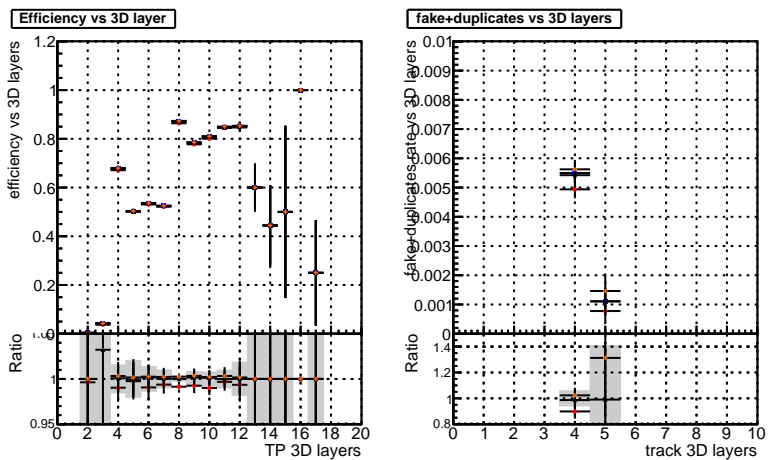 Efficiency vs 3D layer
efficiency vs 3D layers
1.2
1
0.8
0.6
0.4
0.2
0
Ratio
1
0.95
0 2 4 6 8 10 12 14 16 18 20
TP 3D layers
fake+duplicates vs 3D layers
fake+duplicates rate vs 3D layers
0.01
0.009
0.008
0.007
0.006
0.005
0.004
0.003
0.002
0.001
0
Ratio
1.4
1.2
1
0.8
0 1 2 3 4 5 6 7 8 9 10
track 3D layers